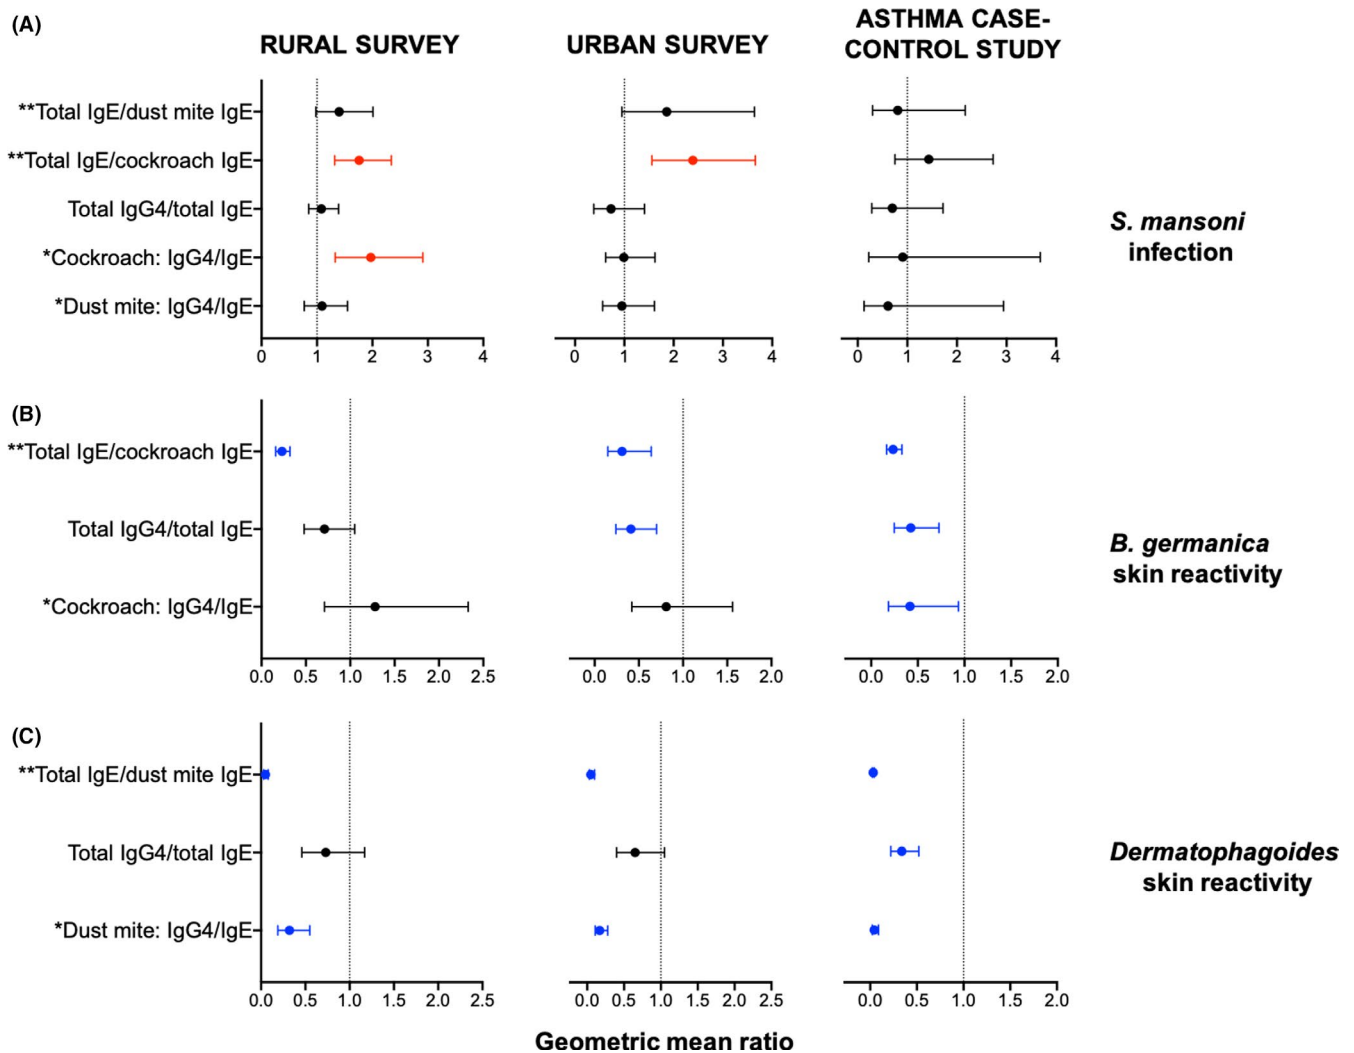 (A)
RURAL SURVEY
URBAN SURVEY
ASTHMA CASE-
CONTROL STUDY
**Total IgE/dust mite IgE
**Total IgE/cockroach IgE
Total IgG4/total IgE
*Cockroach: IgG4/IgE
*Dust mite: IgG4/IgE
0 1 2 3 4
0 1 2 3 4
0 1 2 3 4
S. mansoni
infection
(B)
**Total IgE/cockroach IgE
Total IgG4/total IgE
*Cockroach: IgG4/IgE
0.0 0.5 1.0 1.5 2.0 2.5
0.0 0.5 1.0 1.5 2.0
0.0 0.5 1.0 1.5 2.0
B. germanica
skin reactivity
(C)
**Total IgE/dust mite IgE
Total IgG4/total IgE
*Dust mite: IgG4/IgE
0.0 0.5 1.0 1.5 2.0 2.5
0.0 0.5 1.0 1.5 2.0 2.5
0.0 0.5 1.0 1.5 2.0
Dermatophagoides
skin reactivity
Geometric mean ratio